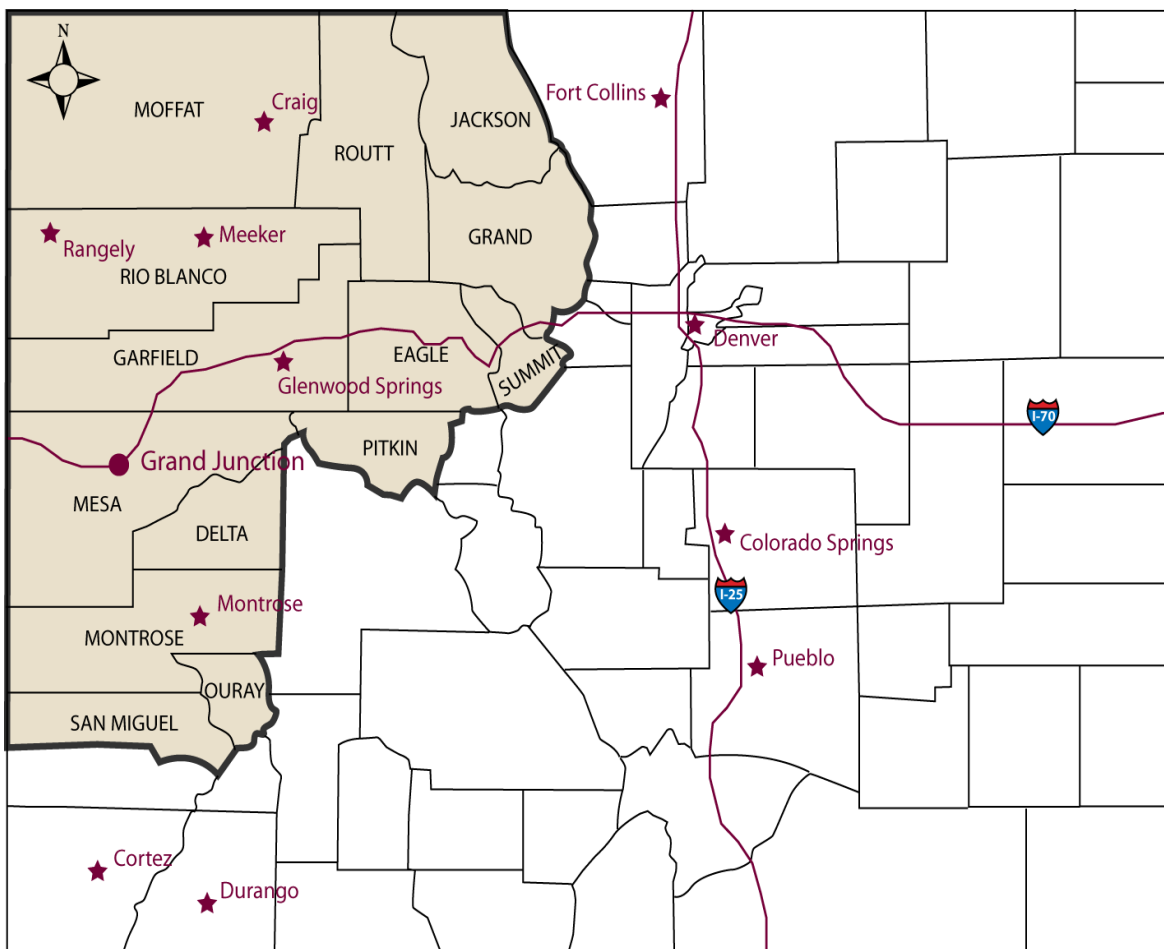 N
Fort Collins
Craig
MOFFAT
JACKSON
ROUTT
Meeker
GRAND
Rangely
RIO BLANCO
Denver
EAGLE
GARFIELD
SUMMIT
Glenwood Springs
I-70
PITKIN
Grand Junction
MESA
DELTA
Colorado Springs
I-25
Montrose
MONTROSE
Pueblo
OURAY
SAN MIGUEL
Cortez
Durango